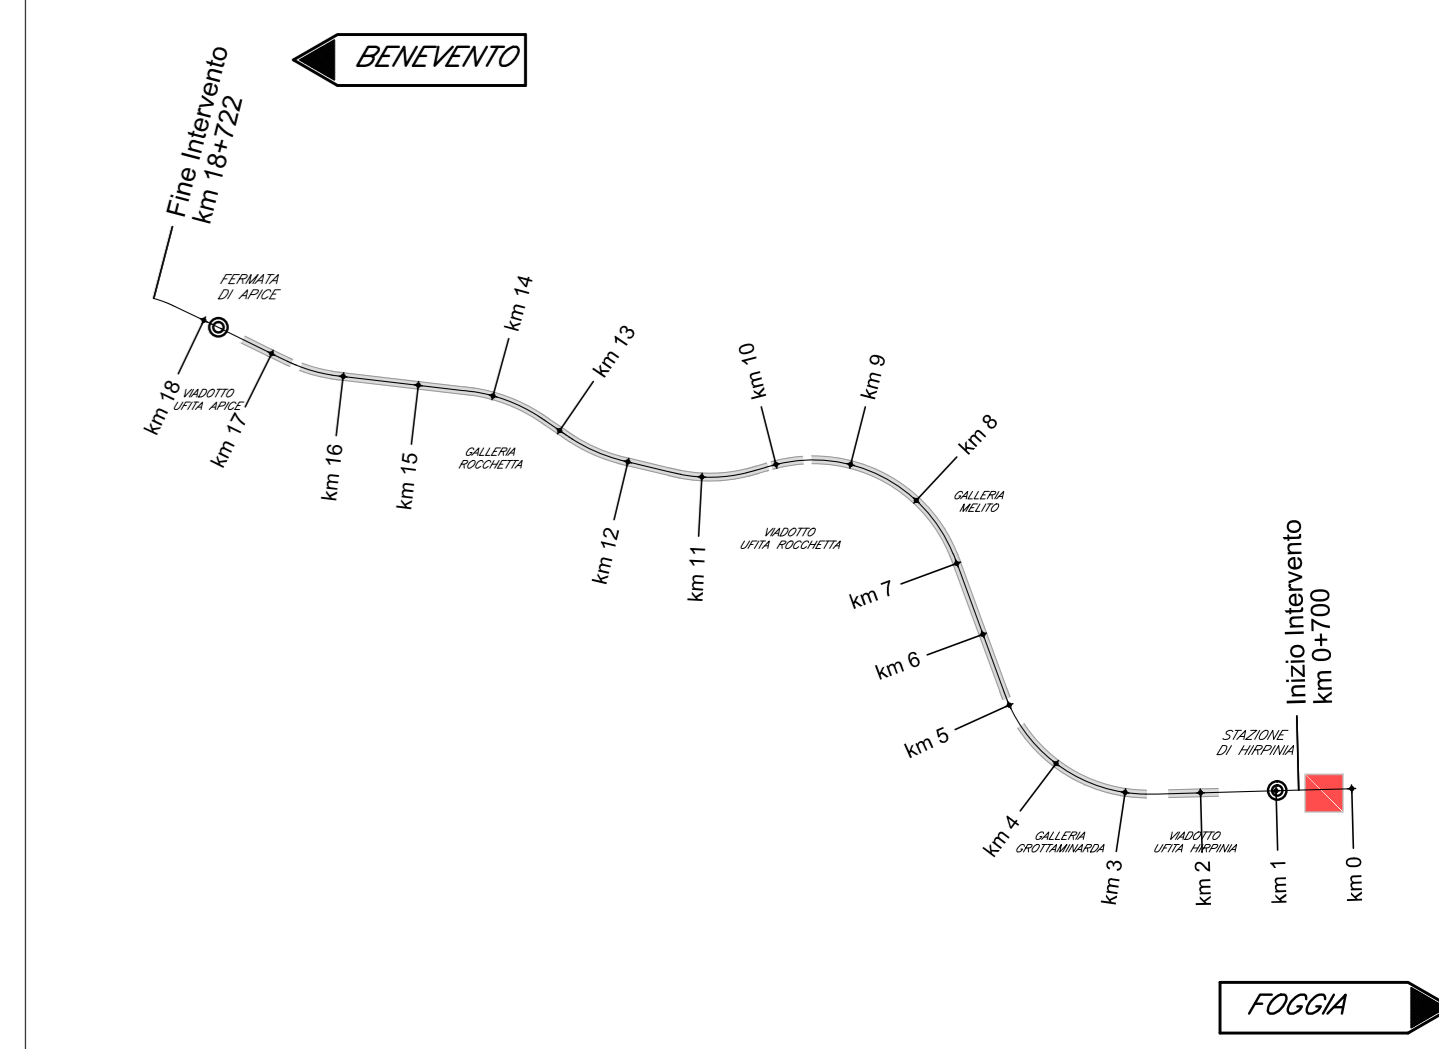 BENEVENTO
Fine Intervento
km 18+722
FERMATA
DI APICE
km 18
VIADOTTO
UFITA APICE
km 17
km 16
km 15
km 14
GALLERIA
ROCCHETTA
km 13
km 12
km 11
km 10
VIADOTTO
UFITA ROCCHETTA
km 9
km 8
GALLERIA
MELITO
km 7
km 6
km 5
km 4
GALLERIA
GROTTAMINARDA
km 3
VIADOTTO
UFITA HIRPINIA
km 2
STAZIONE
DI HIRPINIA
km 1
Inizio Intervento
km 0+700
km 0
FOGGIA